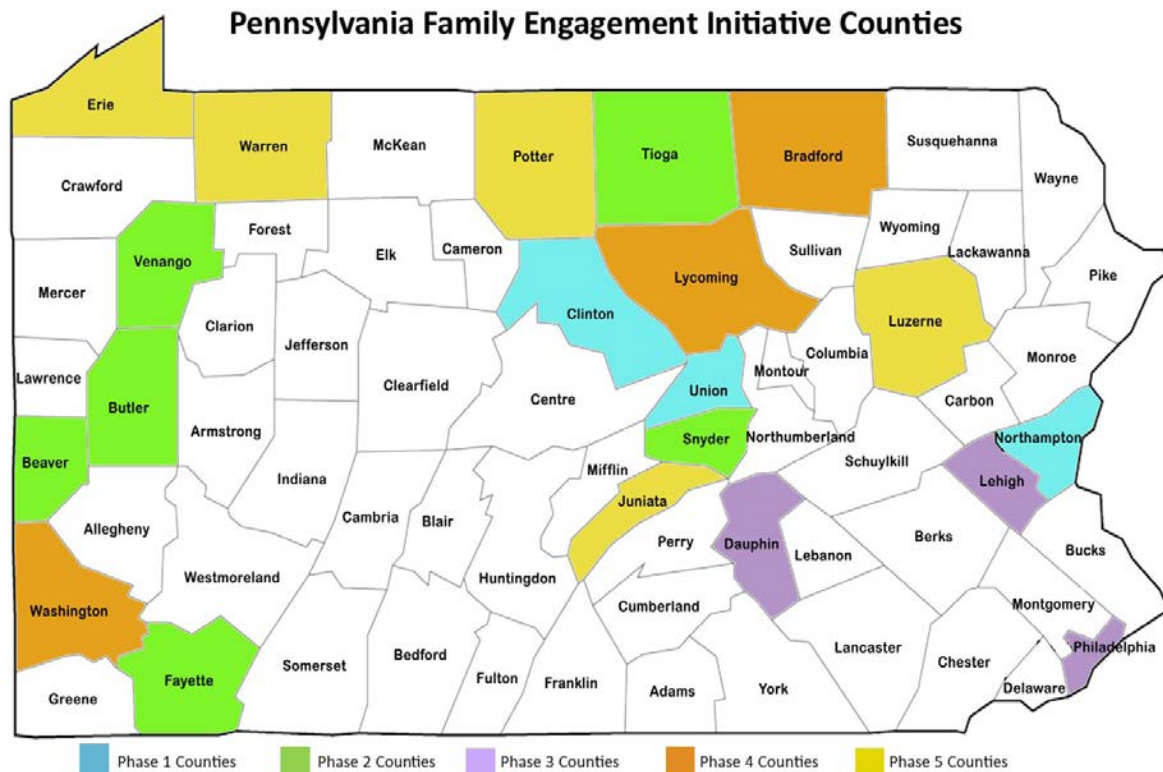 Pennsylvania Family Engagement Initiative Counties
Erie
Warren
McKean
Potter
Tioga
Bradford
Susquehanna
Wayne
Crawford
Forest
Elk
Cameron
Sullivan
Wyoming
Lackawanna
Venango
Mercer
Clarion
Jefferson
Clinton
Lycoming
Luzerne
Pike
Lawrence
Butler
Armstrong
Clearfield
Centre
Union
Montour
Columbia
Monroe
Carbon
Beaver
Indiana
Snyder
Northumberland
Northampton
Mifflin
Schuylkill
Lehigh
Juniata
Allegheny
Cambria
Blair
Perry
Dauphin
Lebanon
Berks
Bucks
Westmoreland
Huntingdon
Washington
Cumberland
Montgomery
Philadelphia
Greene
Fayette
Somerset
Bedford
Fulton
Franklin
Adams
York
Lancaster
Chester
Delaware
Phase 1 Counties
Phase 2 Counties
Phase 3 Counties
Phase 4 Counties
Phase 5 Counties